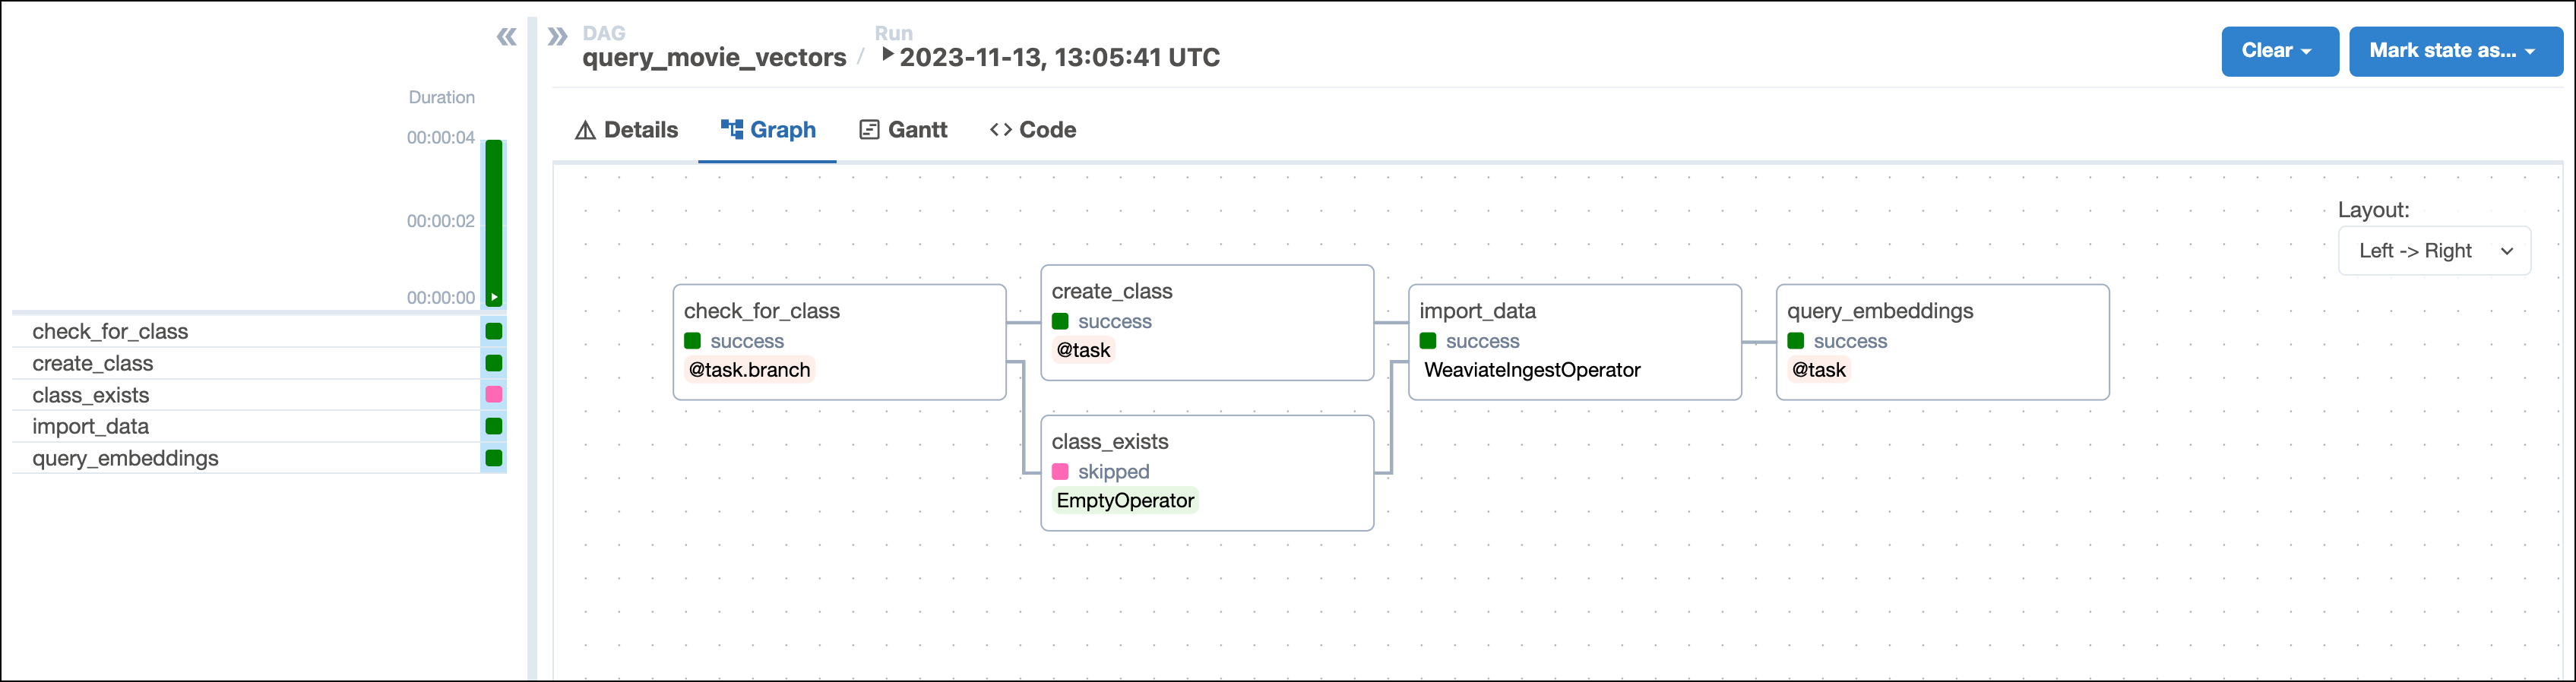 DAG
query_movie_vectors / 2023-11-13, 13:05:41 UTC
Run
Clear
Mark state as...
Duration
00:00:04
00:00:02
00:00:00
check_for_class
create_class
class_exists
import_data
query_embeddings
Details
Graph
Gantt
Code
Layout:
Left -> Right
check_for_class
success
@task.branch
create_class
success
@task
class_exists
skipped
EmptyOperator
import_data
success
WeaviateIngestOperator
query_embeddings
success
@task